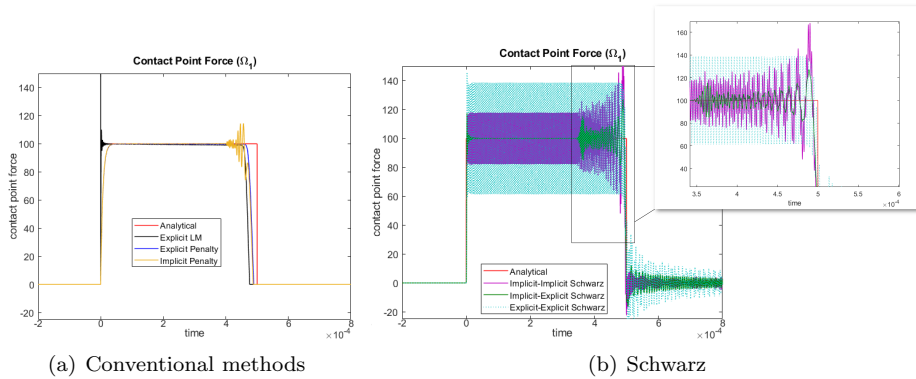 Contact Point Force (Ω1)
contact point force
140
120
100
80
60
40
20
0
-20
Analytical
Explicit LM
Explicit Penalty
Implicit Penalty
-2 0 2 4 6 8
time
×10-4
(a) Conventional methods
Contact Point Force (Ω1)
contact point force
140
120
100
80
60
40
20
0
-20
Analytical
Implicit-Implicit Schwarz
Implicit-Explicit Schwarz
Explicit-Explicit Schwarz
-2 0 2 4 6 8
time
×10-4
160
140
120
100
80
60
40
3.5 4 4.5 5 5.5 6
time
×10-4
(b) Schwarz